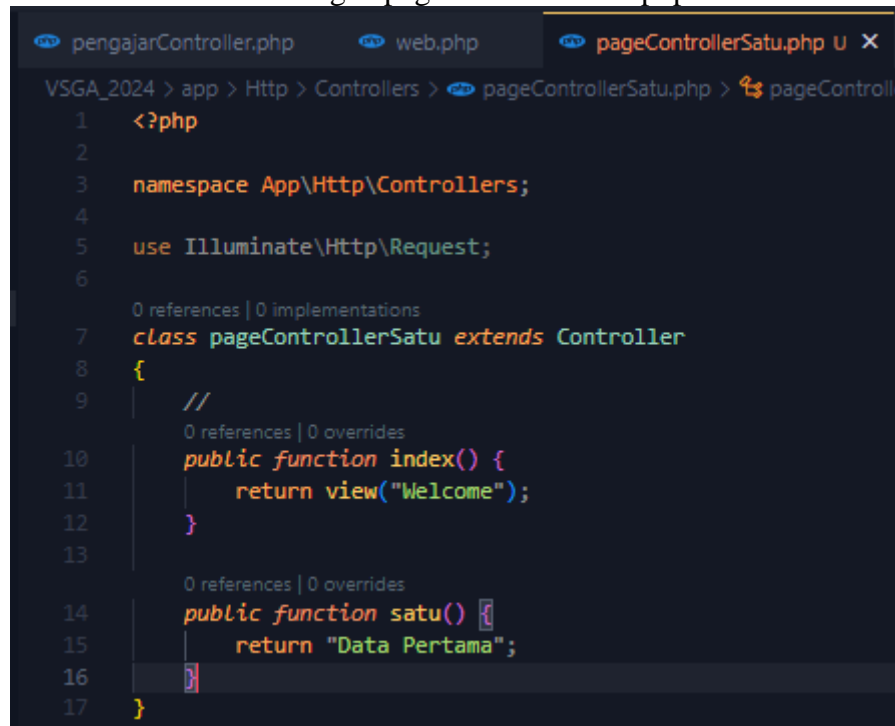 pengajarController.php web.php pageControllerSatu.php U ×
VSGA_2024 > app > Http > Controllers > pageControllerSatu.php > pageControll
1 <?php
2
3 namespace App\Http\Controllers;
4
5 use Illuminate\Http\Request;
6
0 references | 0 implementations
7 class pageControllerSatu extends Controller
8 {
9 //
0 references | 0 overrides
10 public function index() {
11 return view("Welcome");
12 }
13
0 references | 0 overrides
14 public function satu() {
15 return "Data Pertama";
16 }
17 }